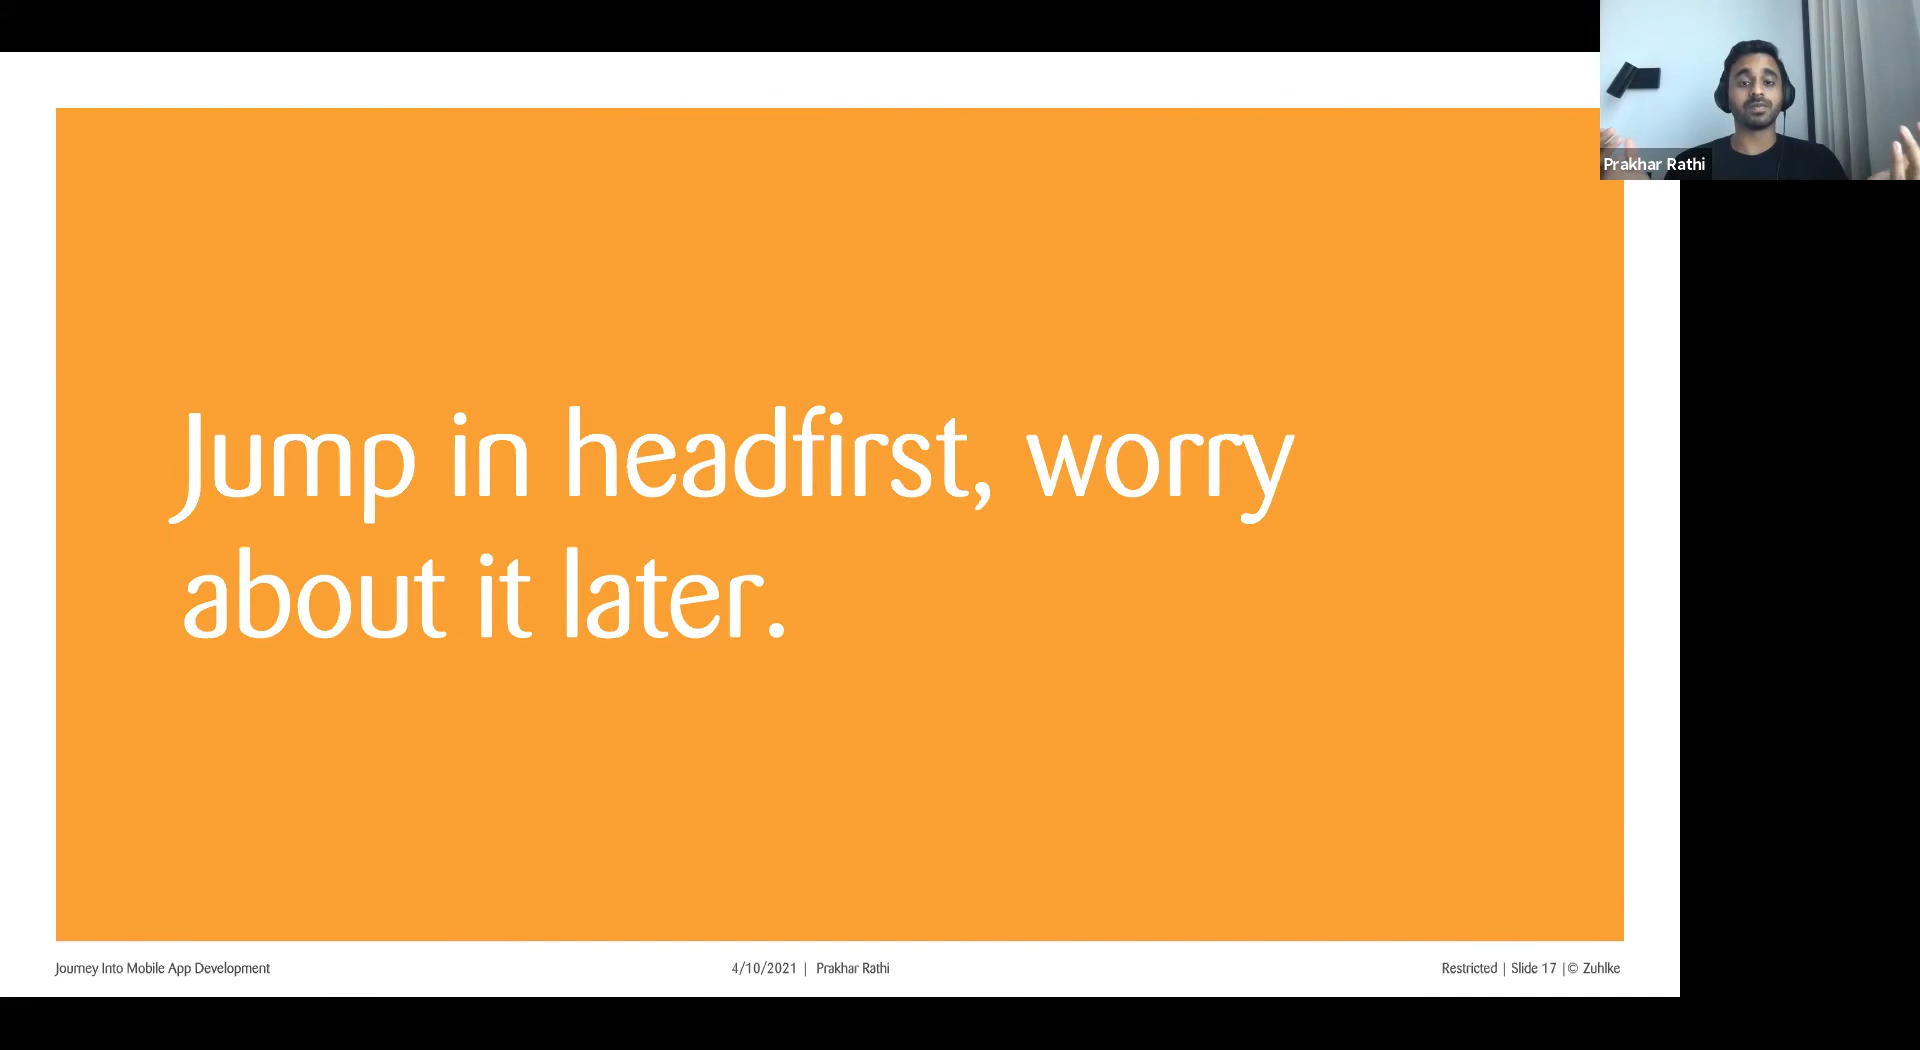 Prakhar Rathi
Jump in headfirst, worry
about it later.
Journey Into Mobile App Development
4/10/2021 | Prakhar Rathi
Restricted | Slide 17 |© Zuhlke